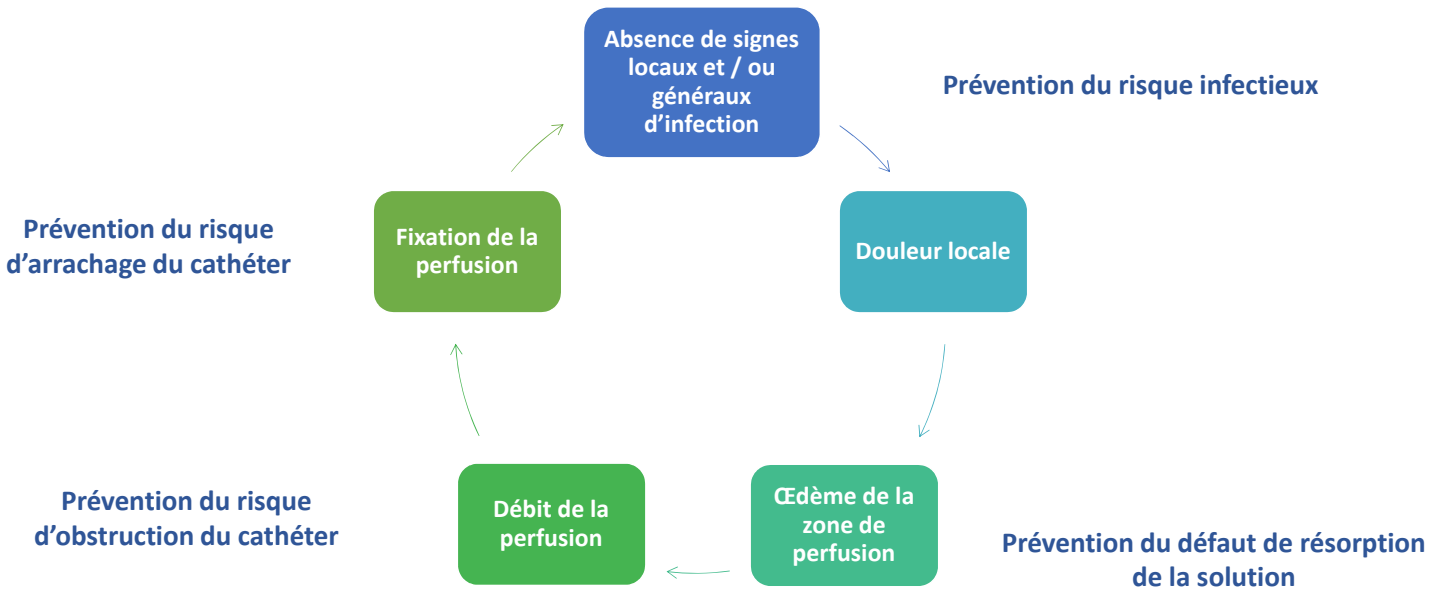 Absence de signes
locaux et / ou
généraux
d’infection
Prévention du risque infectieux
Douleur locale
Œdème de la
zone de
perfusion
Prévention du défaut de résorption
de la solution
Débit de la
perfusion
Prévention du risque
d’obstruction du cathéter
Fixation de la
perfusion
Prévention du risque
d’arrachage du cathéter